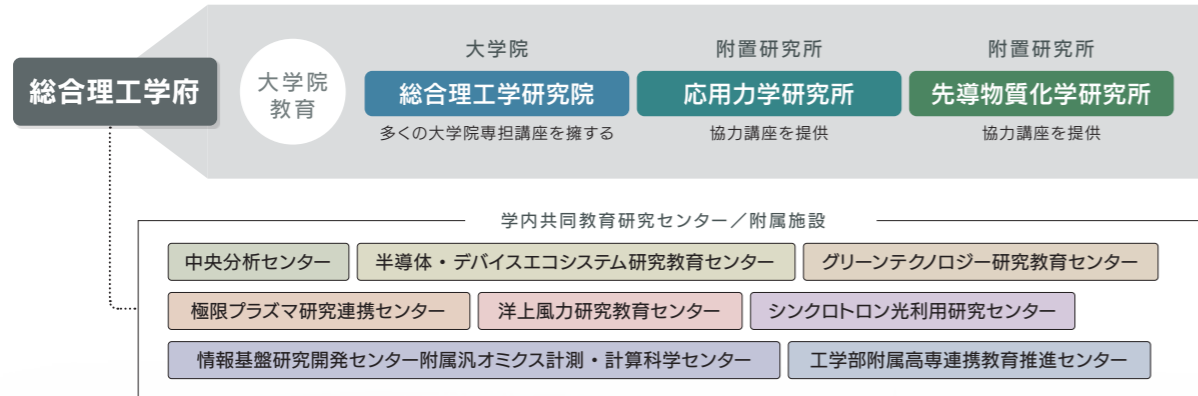 総合理工学府
大学院
教育
大学院
総合理工学研究院
多くの大学院専担講座を擁する
附置研究所
応用力学研究所
協力講座を提供
附置研究所
先導物質化学研究所
協力講座を提供
学内共同教育研究センター／附属施設
中央分析センター
半導体・デバイスエコシステム研究教育センター
グリーンテクノロジー研究教育センター
極限プラズマ研究連携センター
洋上風力研究教育センター
シンクロトロン光利用研究センター
情報基盤研究開発センター附属汎オミクス計測・計算科学センター
工学部附属高専連携教育推進センター